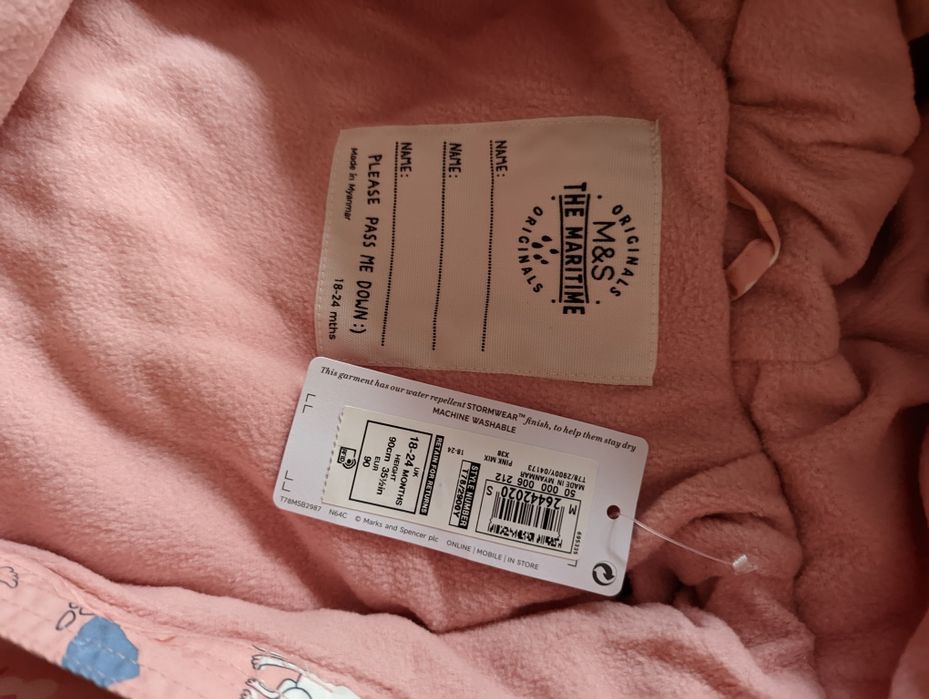 ORIGINALS
M&S
THE MARITIME
ORIGINALS
NAME:
NAME:
NAME:
PLEASE PASS ME DOWN :)
Made in Myanmar
18-24 mths
This garment has our water repellent STORMWEAR™ finish, to help them stay dry
MACHINE WASHABLE
UK
18-24 MONTHS
HEIGHT
90cm 35½in
EUR
90
RETAIN FOR RETURNS
STYLE NUMBER
T78/2900Y
18-24
PINK MIX
X38
T78/2900Y/04173
MADE IN MYANMAR
50 000 006 212
M 26442020 S
T78MSB2987 N64C © Marks and Spencer plc ONLINE | MOBILE | IN STORE